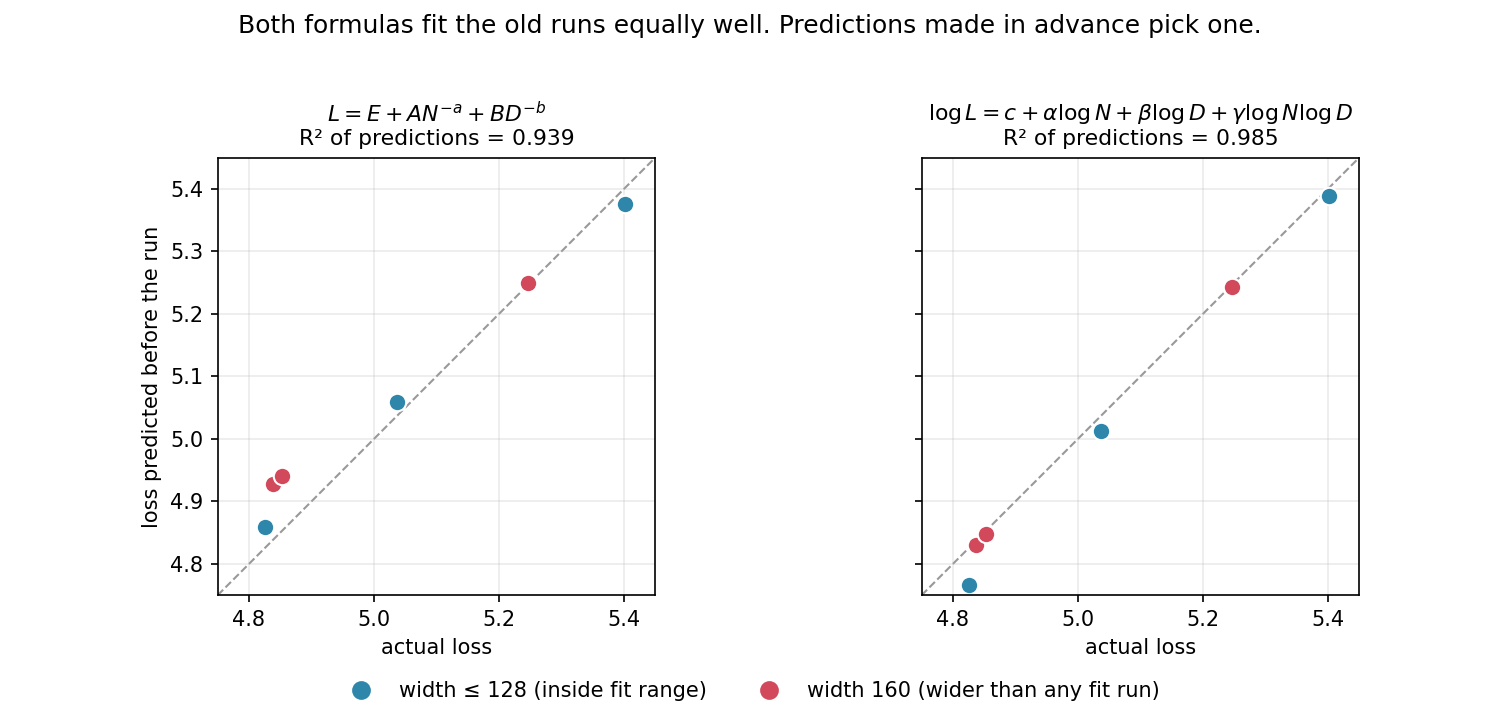 Both formulas fit the old runs equally well. Predictions made in advance pick one.
L = E + AN^{-a} + BD^{-b}
R² of predictions = 0.939
log L = c + α log N + β log D + γ log N log D
R² of predictions = 0.985
loss predicted before the run
5.4
5.3
5.2
5.1
5.0
4.9
4.8
4.8 5.0 5.2 5.4
actual loss
4.8 5.0 5.2 5.4
actual loss
width ≤ 128 (inside fit range)
width 160 (wider than any fit run)